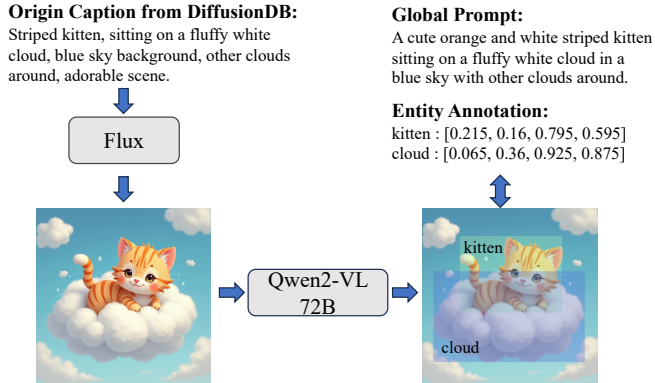 Origin Caption from DiffusionDB:
Striped kitten, sitting on a fluffy white
cloud, blue sky background, other clouds
around, adorable scene.
Flux
Global Prompt:
A cute orange and white striped kitten
sitting on a fluffy white cloud in a
blue sky with other clouds around.
Entity Annotation:
kitten : [0.215, 0.16, 0.795, 0.595]
cloud : [0.065, 0.36, 0.925, 0.875]
Qwen2-VL
72B
kitten
cloud